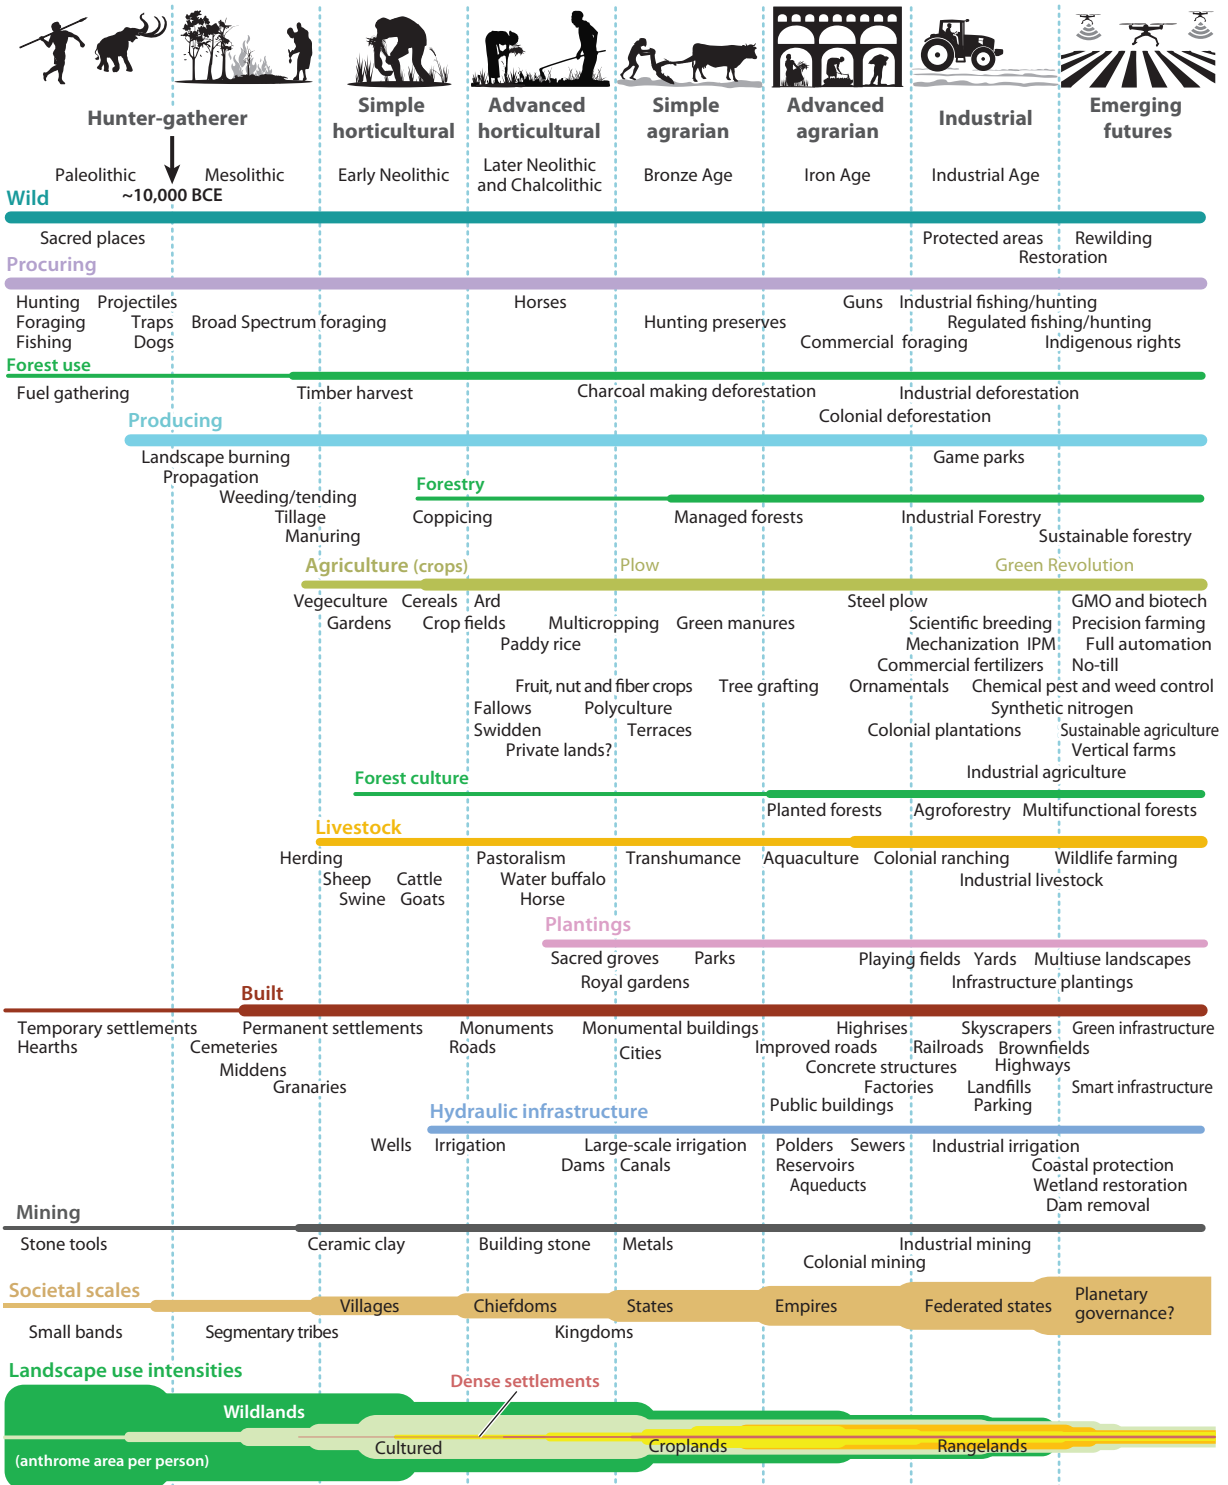 Hunter-gatherer
Simple
horticultural
Advanced
horticultural
Simple
agrarian
Advanced
agrarian
Industrial
Emerging
futures
Paleolithic
Mesolithic
~10,000 BCE
Early Neolithic
Later Neolithic
and Chalcolithic
Bronze Age
Iron Age
Industrial Age
Wild
Sacred places
Protected areas
Rewilding
Restoration
Procuring
Hunting
Projectiles
Horses
Guns
Industrial fishing/hunting
Foraging
Traps
Broad Spectrum foraging
Hunting preserves
Regulated fishing/hunting
Fishing
Dogs
Commercial foraging
Indigenous rights
Forest use
Fuel gathering
Timber harvest
Charcoal making deforestation
Industrial deforestation
Colonial deforestation
Producing
Landscape burning
Game parks
Propagation
Weeding/tending
Tillage
Manuring
Forestry
Coppicing
Managed forests
Industrial Forestry
Sustainable forestry
Agriculture (crops)
Plow
Green Revolution
Vegeculture
Cereals
Ard
Steel plow
GMO and biotech
Gardens
Crop fields
Multicropping
Green manures
Scientific breeding
Precision farming
Paddy rice
Mechanization
IPM
Full automation
Commercial fertilizers
No-till
Fruit, nut and fiber crops
Tree grafting
Ornamentals
Chemical pest and weed control
Fallows
Polyculture
Synthetic nitrogen
Swidden
Terraces
Colonial plantations
Sustainable agriculture
Private lands?
Vertical farms
Industrial agriculture
Forest culture
Planted forests
Agroforestry
Multifunctional forests
Livestock
Herding
Pastoralism
Transhumance
Aquaculture
Colonial ranching
Wildlife farming
Sheep
Cattle
Water buffalo
Industrial livestock
Swine
Goats
Horse
Plantings
Sacred groves
Parks
Playing fields
Yards
Multiuse landscapes
Royal gardens
Infrastructure plantings
Built
Temporary settlements
Permanent settlements
Monuments
Monumental buildings
Highrises
Skyscrapers
Green infrastructure
Hearths
Cemeteries
Roads
Cities
Improved roads
Railroads
Brownfields
Middens
Concrete structures
Highways
Granaries
Factories
Landfills
Smart infrastructure
Public buildings
Parking
Hydraulic infrastructure
Wells
Irrigation
Large-scale irrigation
Polders
Sewers
Industrial irrigation
Dams
Canals
Reservoirs
Coastal protection
Aqueducts
Wetland restoration
Dam removal
Mining
Stone tools
Ceramic clay
Building stone
Metals
Industrial mining
Colonial mining
Societal scales
Villages
Chiefdoms
States
Empires
Federated states
Planetary
governance?
Small bands
Segmentary tribes
Kingdoms
Landscape use intensities
Dense settlements
Wildlands
Cultured
Croplands
Rangelands
(anthrome area per person)